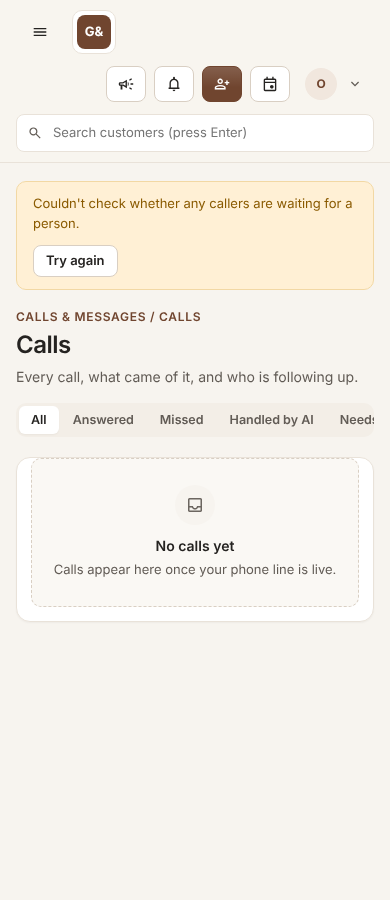 G&
O
Search customers (press Enter)
Couldn't check whether any callers are waiting for a
person.
Try again
CALLS & MESSAGES / CALLS
Calls
Every call, what came of it, and who is following up.
All Answered Missed Handled by AI Needs
No calls yet
Calls appear here once your phone line is live.